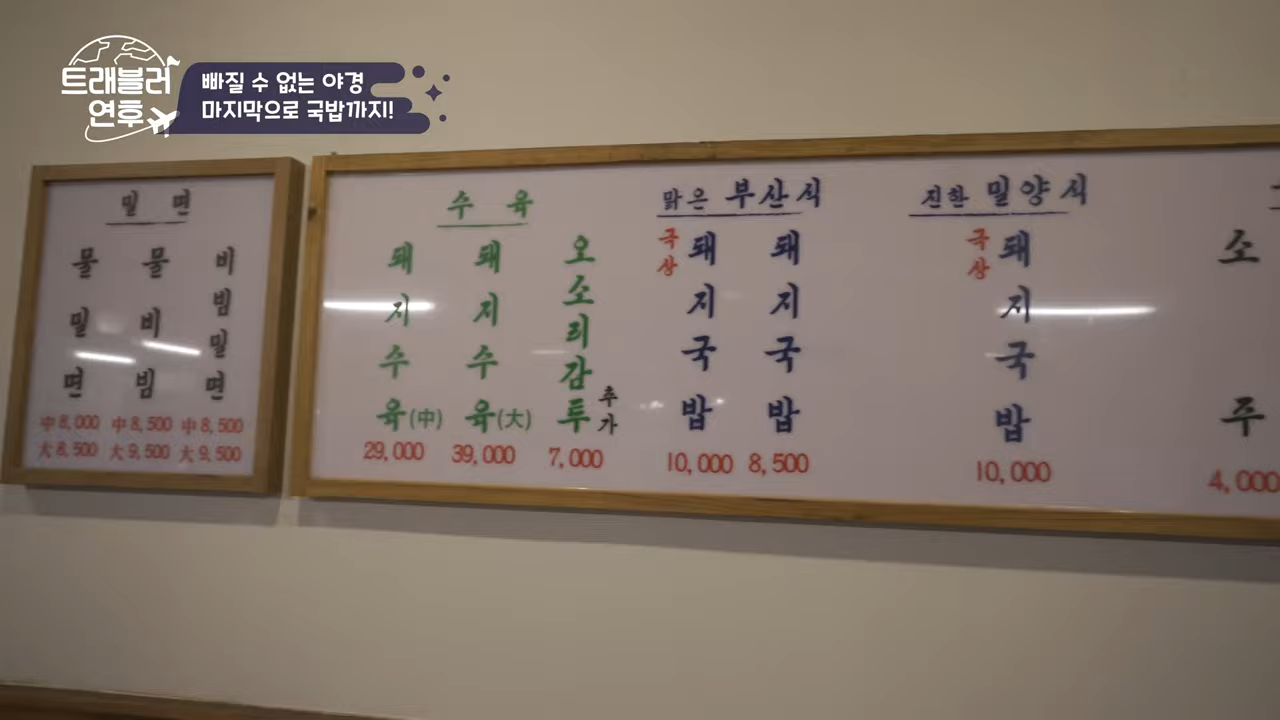 트래블러
연후
빠질 수 없는 야경
마지막으로 국밥까지!
밀 면
물밀면
中 8,000
大 8,500
물비빔
中 8,500
大 9,500
비빔밀면
中 8,500
大 9,500
수 육
돼지수육(中)
29,000
돼지수육(大)
39,000
오소리감투 추가
7,000
맑은 부산식
국상 돼지국밥
10,000
돼지국밥
8,500
진한 밀양식
국상 돼지국밥
10,000
소주
4,000